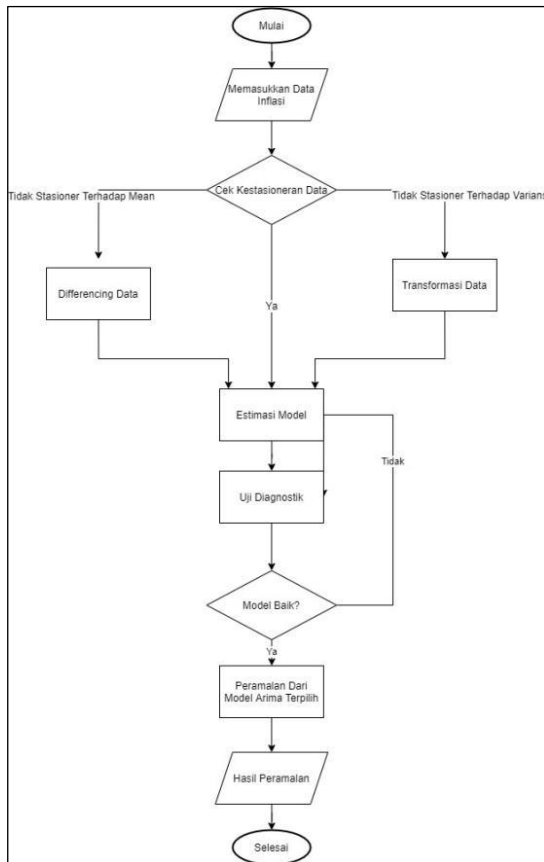 Mulai
Memasukkan Data
Inflasi
Cek Kestasioneran Data
Tidak Stasioner Terhadap Mean
Tidak Stasioner Terhadap Varians
Differencing Data
Ya
Transformasi Data
Estimasi Model
Tidak
Uji Diagnostik
Model Baik?
Ya
Peramalan Dari
Model Arima Terpilih
Hasil Peramalan
Selesai